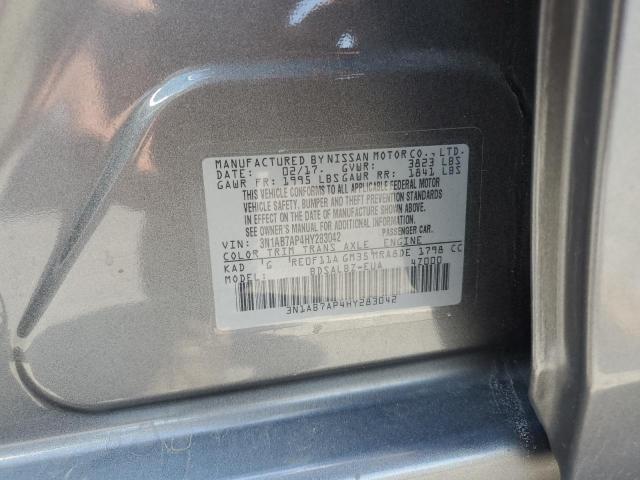 MANUFACTURED BY NISSAN MOTOR CO., LTD.
DATE: 02/17. GVWR: 3823 LBS
GAWR FR: 1995 LBS GAWR RR: 1841 LBS
THIS VEHICLE CONFORMS TO ALL APPLICABLE FEDERAL MOTOR
VEHICLE SAFETY, BUMPER AND THEFT PREVENTION STANDARDS
IN EFFECT ON THE DATE OF MANUFACTURE SHOWN ABOVE.
SEE OWNER'S MANUAL FOR ADDITIONAL INFORMATION
VIN: 3N1AB7AP4HY283042 PASSENGER CAR.
COLOR TRIM TRANS AXLE ENGINE
KAD G RE0F11A GM35 MRA8DE 1798 CC
MODEL: BDSALBZ-EUA 47000
3N1AB7AP4HY283042